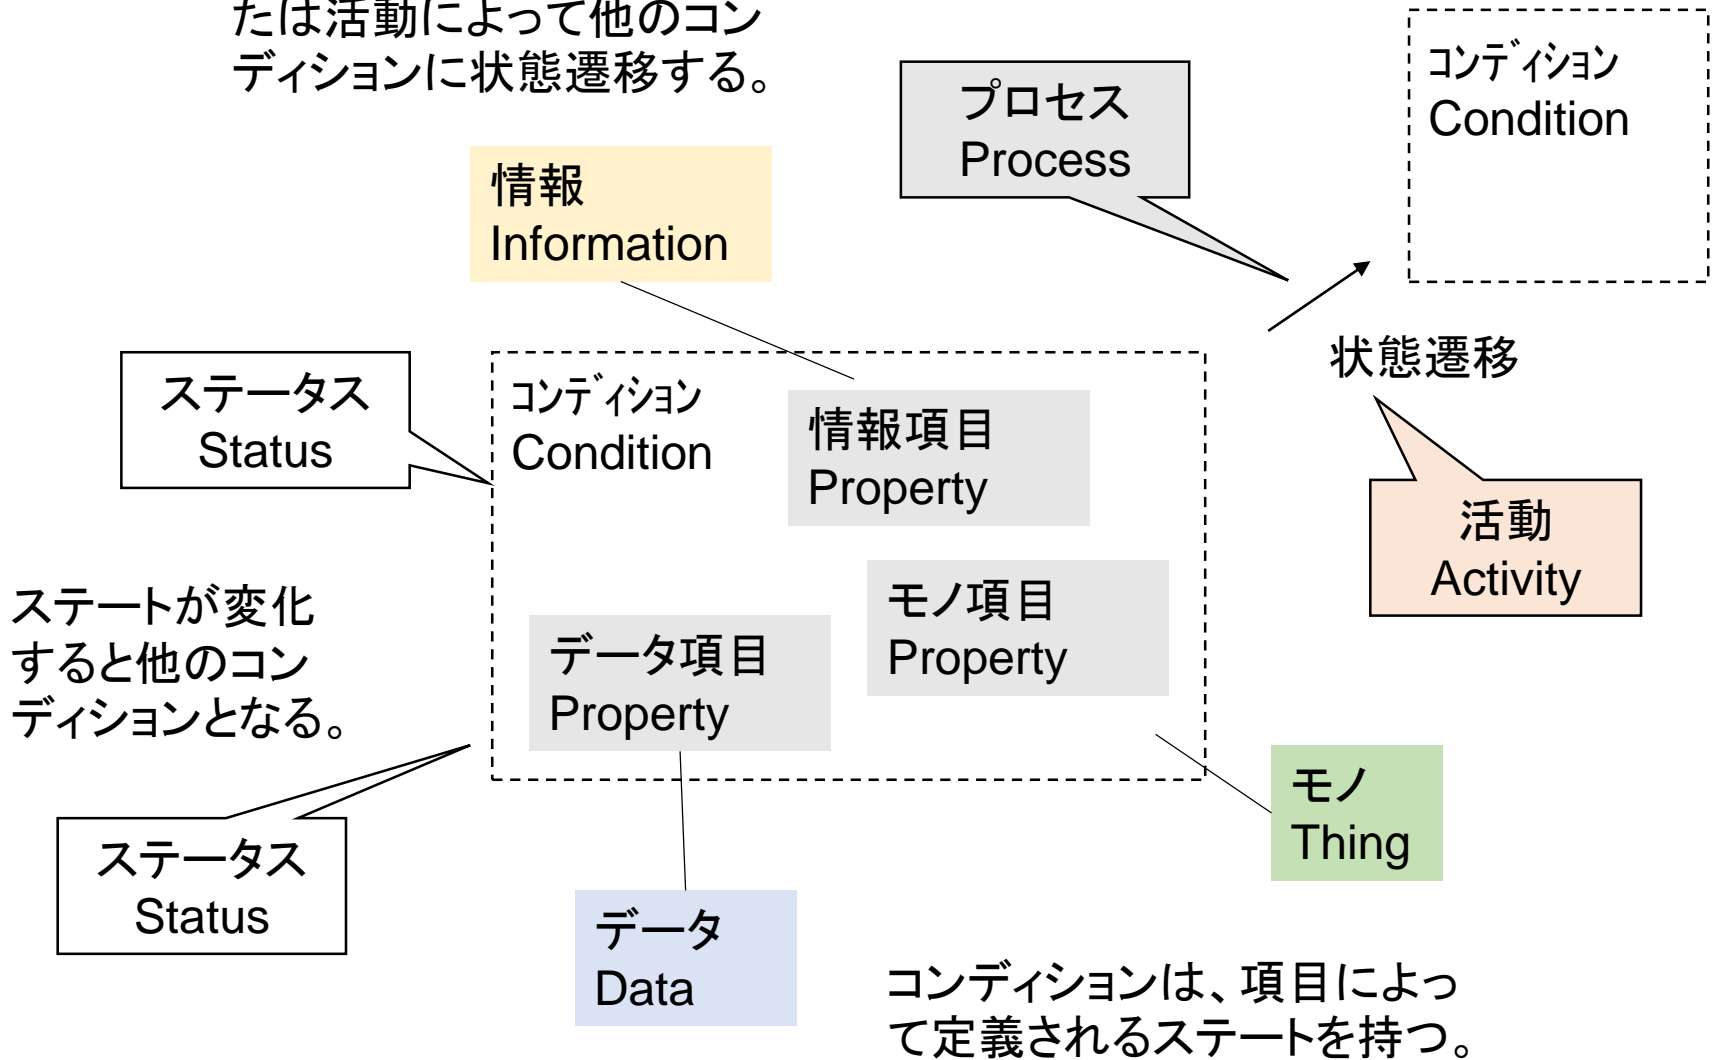 たは活動によって他のコン
ディションに状態遷移する。
コンディション
Condition
プロセス
Process
情報
Information
状態遷移
ステータス
Status
コンディション
Condition
情報項目
Property
活動
Activity
モノ項目
Property
ステートが変化
すると他のコン
ディションとなる。
データ項目
Property
モノ
Thing
ステータス
Status
データ
Data
コンディションは、項目によっ
て定義されるステートを持つ。